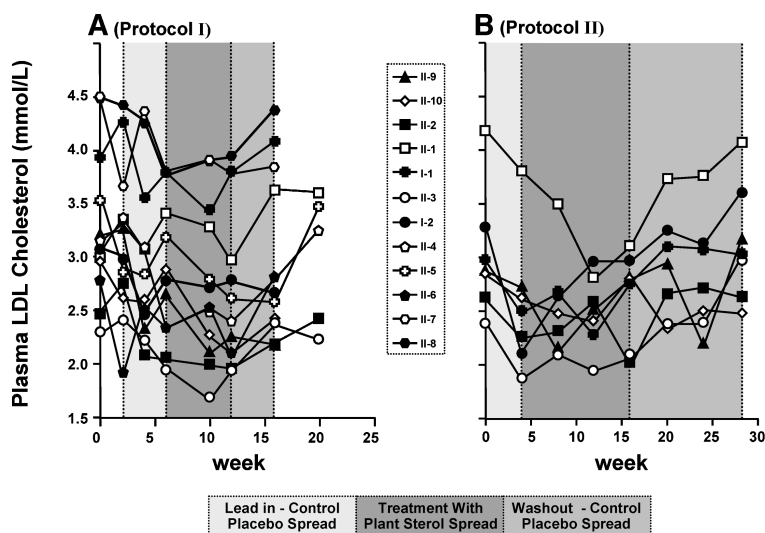 A (Protocol I)
B (Protocol II)
Plasma LDL Cholesterol (mmol/L)
5.0
4.5
4.0
3.5
3.0
2.5
2.0
1.5
0 5 10 15 20 25
week
II-9
II-10
II-2
II-1
I-1
II-3
I-2
II-4
II-5
II-6
II-7
II-8
0 5 10 15 20 25 30
week
Lead in - Control
Placebo Spread
Treatment With
Plant Sterol Spread
Washout - Control
Placebo Spread